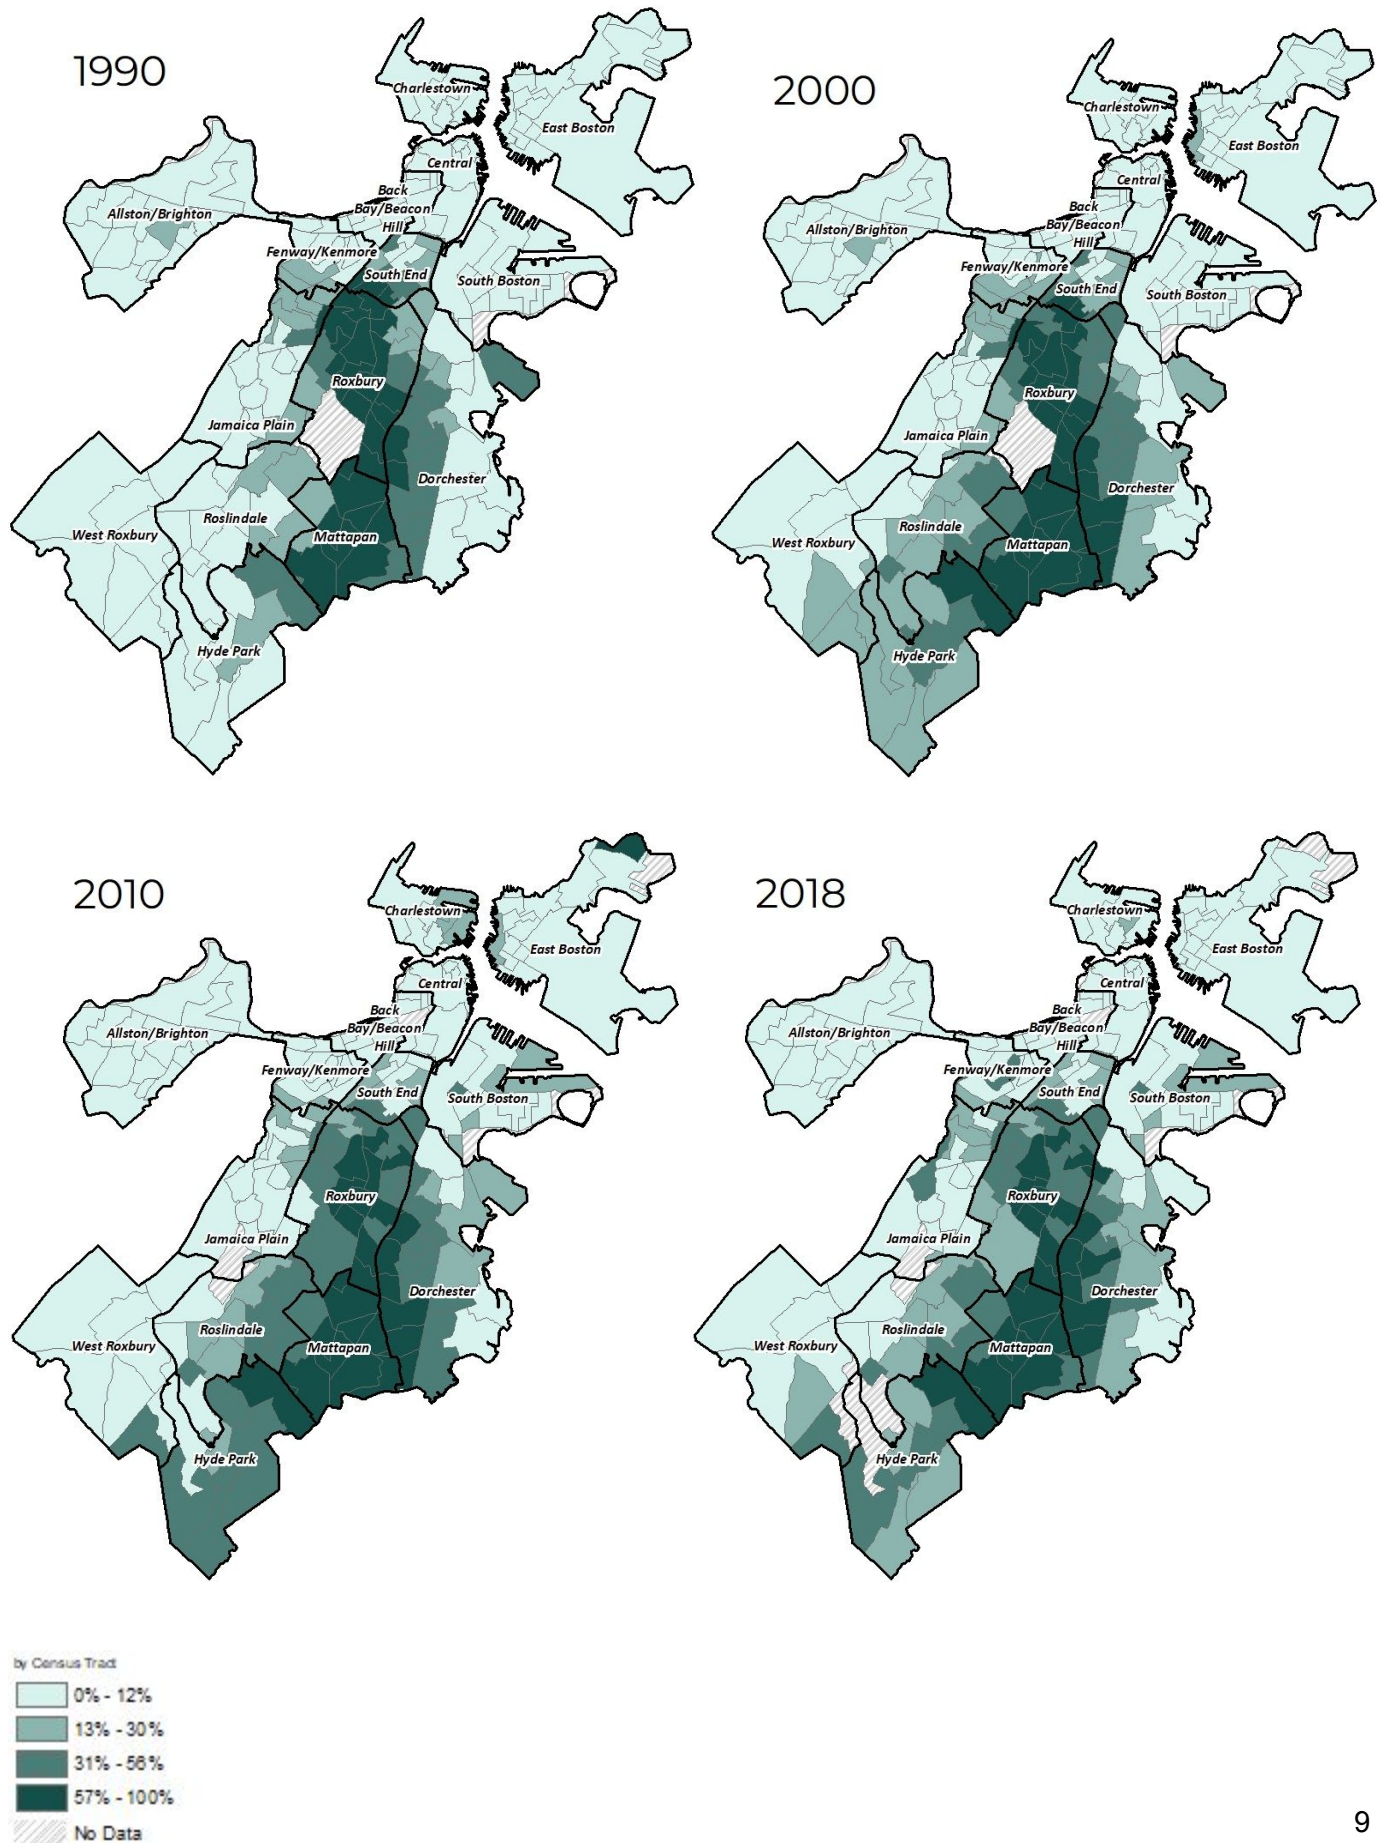 1990
Charlestown
East Boston
Central
Back
Bay/Beacon
Hill
Allston/Brighton
Fenway/Kenmore
South End
South Boston
Roxbury
Jamaica Plain
Dorchester
Roslindale
West Roxbury
Mattapan
Hyde Park
2000
Charlestown
East Boston
Central
Back
Bay/Beacon
Hill
Allston/Brighton
Fenway/Kenmore
South End
South Boston
Roxbury
Jamaica Plain
Dorchester
Roslindale
West Roxbury
Mattapan
Hyde Park
2010
Charlestown
East Boston
Central
Back
Bay/Beacon
Hill
Allston/Brighton
Fenway/Kenmore
South End
South Boston
Roxbury
Jamaica Plain
Dorchester
Roslindale
West Roxbury
Mattapan
Hyde Park
2018
Charlestown
East Boston
Central
Back
Bay/Beacon
Hill
Allston/Brighton
Fenway/Kenmore
South End
South Boston
Roxbury
Jamaica Plain
Dorchester
Roslindale
West Roxbury
Mattapan
Hyde Park
by Census Tract
0% - 12%
13% - 30%
31% - 56%
57% - 100%
No Data
9